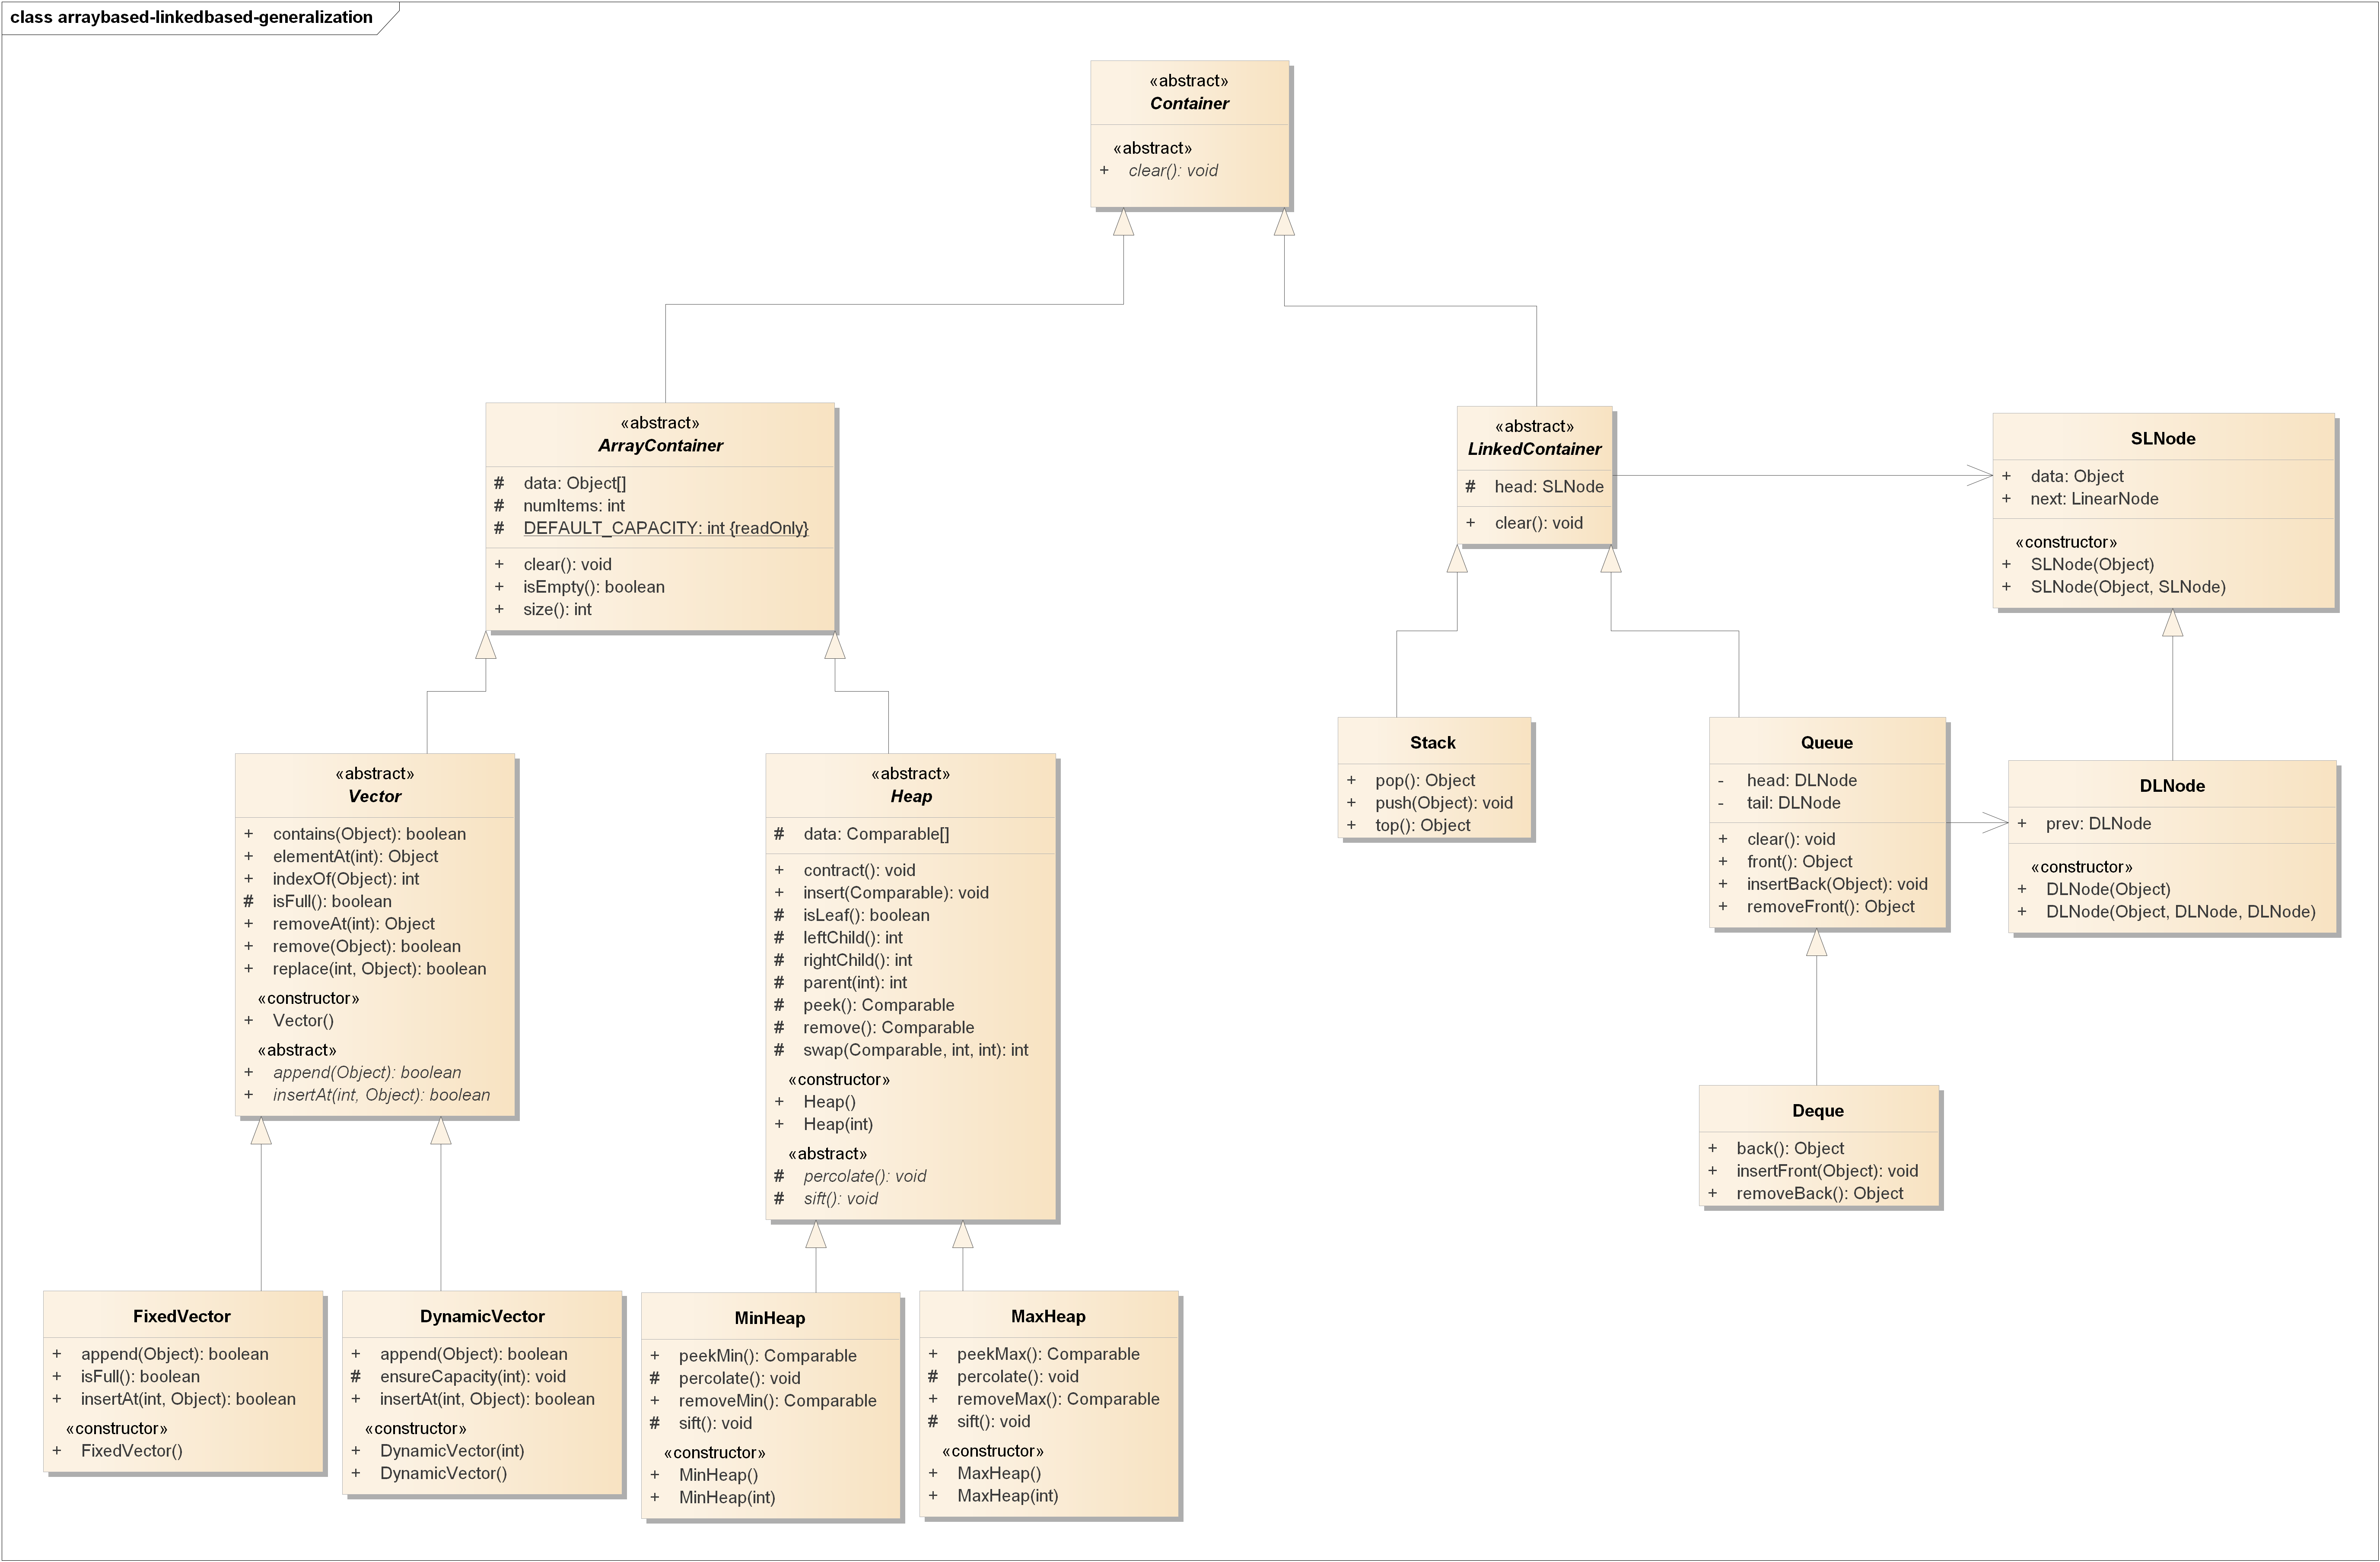 class arraybased-linkedbased-generalization
«abstract»
Container
«abstract»
+ clear(): void
«abstract»
ArrayContainer
# data: Object[]
# numItems: int
# DEFAULT_CAPACITY: int {readOnly}
+ clear(): void
+ isEmpty(): boolean
+ size(): int
«abstract»
LinkedContainer
# head: SLNode
+ clear(): void
SLNode
+ data: Object
+ next: LinearNode
«constructor»
+ SLNode(Object)
+ SLNode(Object, SLNode)
«abstract»
Vector
+ contains(Object): boolean
+ elementAt(int): Object
+ indexOf(Object): int
# isFull(): boolean
+ removeAt(int): Object
+ remove(Object): boolean
+ replace(int, Object): boolean
«constructor»
+ Vector()
«abstract»
+ append(Object): boolean
+ insertAt(int, Object): boolean
«abstract»
Heap
# data: Comparable[]
+ contract(): void
+ insert(Comparable): void
# isLeaf(): boolean
# leftChild(): int
# rightChild(): int
# parent(int): int
# peek(): Comparable
# remove(): Comparable
# swap(Comparable, int, int): int
«constructor»
+ Heap()
+ Heap(int)
«abstract»
# percolate(): void
# sift(): void
Stack
+ pop(): Object
+ push(Object): void
+ top(): Object
Queue
- head: DLNode
- tail: DLNode
+ clear(): void
+ front(): Object
+ insertBack(Object): void
+ removeFront(): Object
DLNode
+ prev: DLNode
«constructor»
+ DLNode(Object)
+ DLNode(Object, DLNode, DLNode)
Deque
+ back(): Object
+ insertFront(Object): void
+ removeBack(): Object
FixedVector
+ append(Object): boolean
+ isFull(): boolean
+ insertAt(int, Object): boolean
«constructor»
+ FixedVector()
DynamicVector
+ append(Object): boolean
# ensureCapacity(int): void
+ insertAt(int, Object): boolean
«constructor»
+ DynamicVector(int)
+ DynamicVector()
MinHeap
+ peekMin(): Comparable
# percolate(): void
+ removeMin(): Comparable
# sift(): void
«constructor»
+ MinHeap()
+ MinHeap(int)
MaxHeap
+ peekMax(): Comparable
# percolate(): void
+ removeMax(): Comparable
# sift(): void
«constructor»
+ MaxHeap()
+ MaxHeap(int)